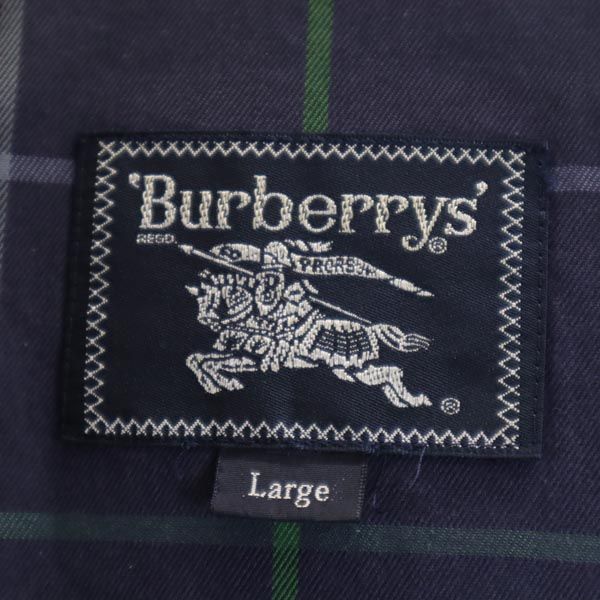 'Burberrys'
REGD. ®
PRORSUM
®
Large